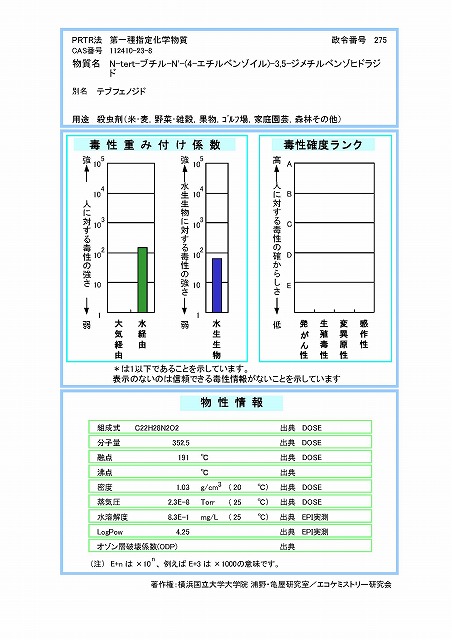 PRTR法　第一種指定化学物質　政令番号　275
CAS番号　112410-23-8
物質名　N-tert-ブチル-N'-(4-エチルベンゾイル)-3,5-ジメチルベンゾヒドラジ
ド
別名　テブフェノジド
用途　殺虫剤(米・麦, 野菜・雑穀, 果物, ｺﾞﾙﾌ場, 家庭園芸, 森林その他)
毒性重み付け係数
強
人に対する毒性の強さ
弱
10⁵
10⁴
10³
10²
10
1
大気経由
水経由
強
水生生物に対する毒性の強さ
弱
10⁵
10⁴
10³
10²
10
1
水生生物
毒性確度ランク
高
人に対する毒性の確からしさ
低
A
B
C
D
E
発がん性
生殖毒性
変異原性
感作性
＊は1以下であることを示しています。
表示のないのは信頼できる毒性情報がないことを示しています
物性情報
組成式　C22H28N2O2　出典　DOSE
分子量　352.5　出典　DOSE
融点　191　℃　出典　DOSE
沸点　℃　出典
密度　1.03　g/cm³　(20　℃)　出典　DOSE
蒸気圧　2.3E-8　Torr　(25　℃)　出典　DOSE
水溶解度　8.3E-1　mg/L　(25　℃)　出典　EPI実測
LogPow　4.25　出典　EPI実測
オゾン層破壊係数(ODP)　出典
(注)　E+n は ×10ⁿ、例えば E+3 は ×1000の意味です。
著作権:横浜国立大学大学院 浦野・亀屋研究室／エコケミストリー研究会